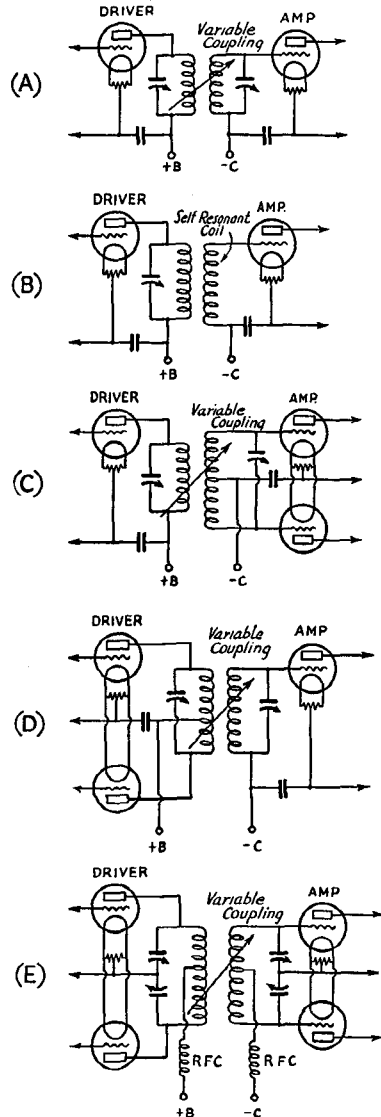 DRIVER
Variable
Coupling
AMP
(A)
+B
-C
DRIVER
Self Resonant
Coil
AMP.
(B)
+B
-C
DRIVER
Variable
Coupling
AMP.
(C)
+B
-C
DRIVER
Variable
Coupling
AMP
(D)
+B
-C
DRIVER
Variable
Coupling
AMP
(E)
RFC
RFC
+B
-C